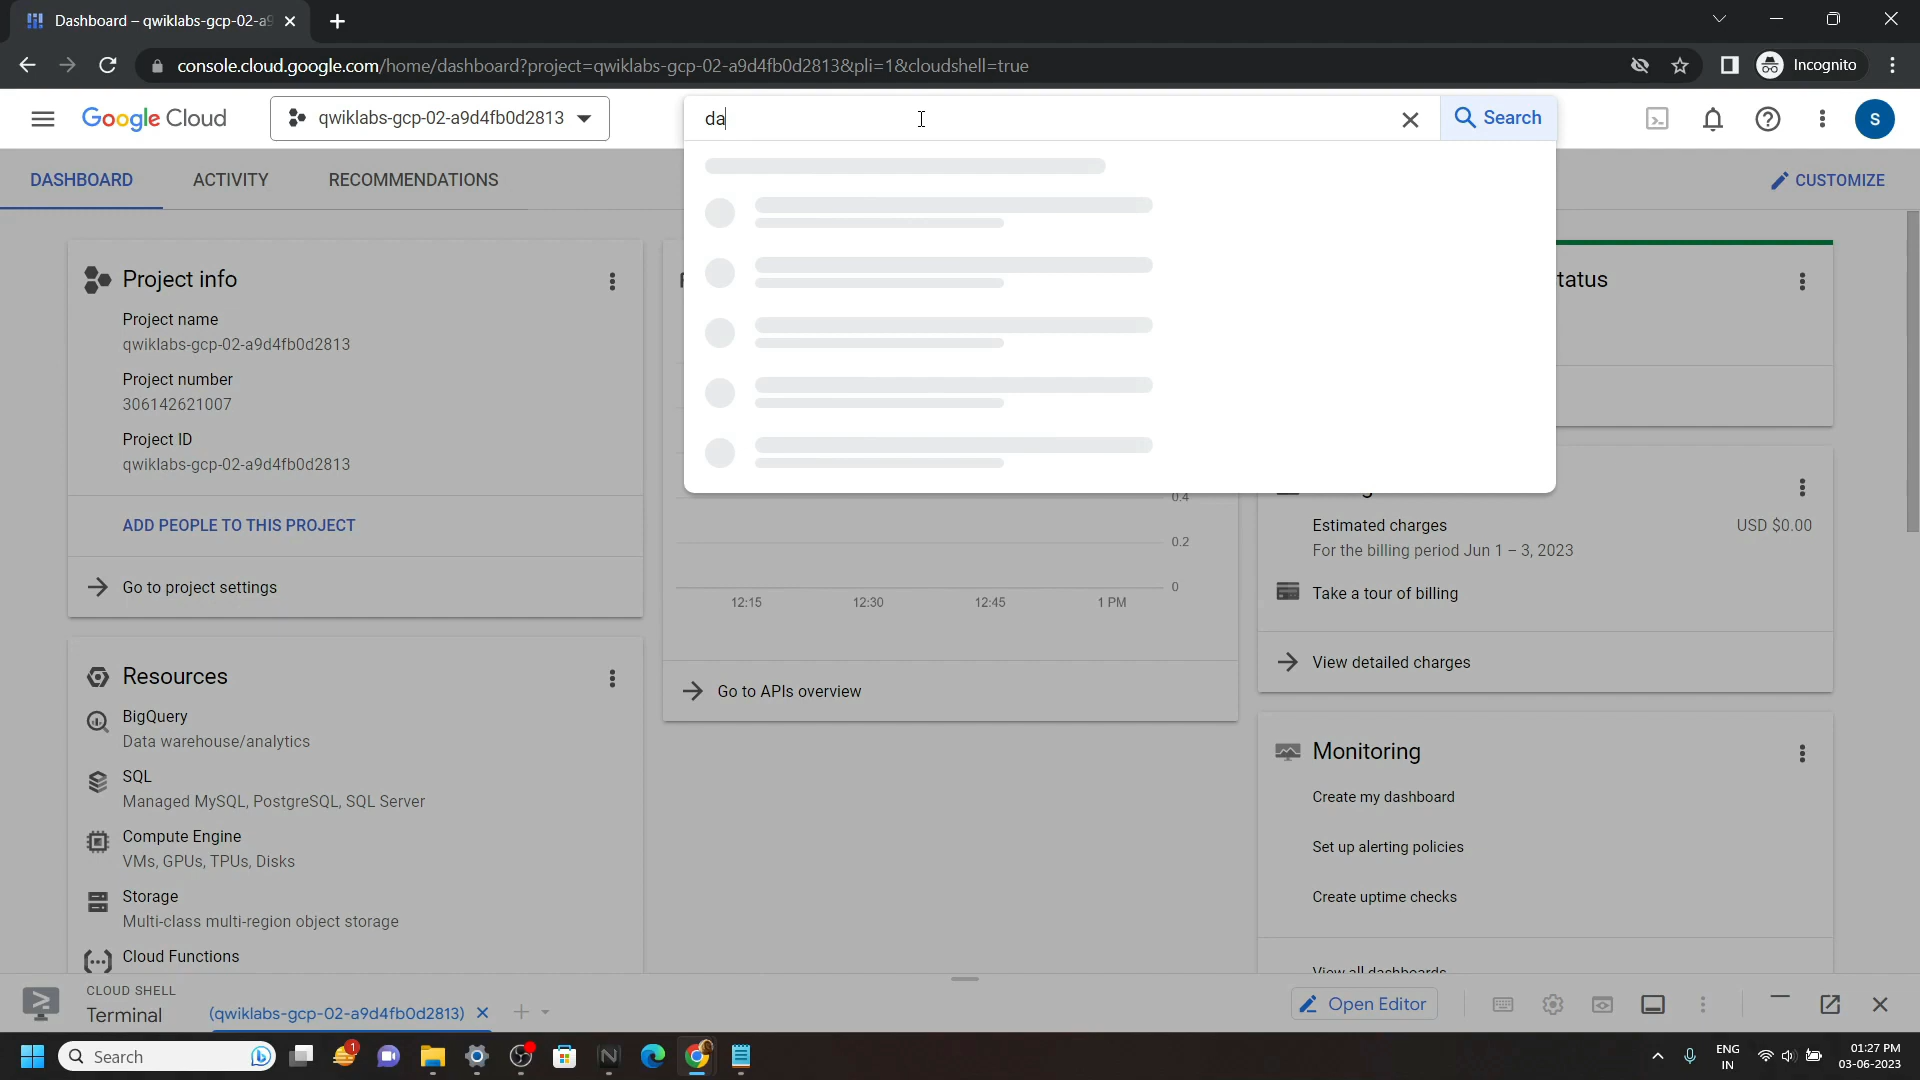 Dashboard – qwiklabs-gcp-02-a9
console.cloud.google.com/home/dashboard?project=qwiklabs-gcp-02-a9d4fb0d2813&pli=1&cloudshell=true
Incognito
Google Cloud
qwiklabs-gcp-02-a9d4fb0d2813
da
Search
S
DASHBOARD
ACTIVITY
RECOMMENDATIONS
CUSTOMIZE
Project info
Project name
qwiklabs-gcp-02-a9d4fb0d2813
Project number
306142621007
Project ID
qwiklabs-gcp-02-a9d4fb0d2813
ADD PEOPLE TO THIS PROJECT
Go to project settings
Resources
BigQuery
Data warehouse/analytics
SQL
Managed MySQL, PostgreSQL, SQL Server
Compute Engine
VMs, GPUs, TPUs, Disks
Storage
Multi-class multi-region object storage
Cloud Functions
0.4
0.2
0
12:15
12:30
12:45
1 PM
Go to APIs overview
tatus
Estimated charges
USD $0.00
For the billing period Jun 1 – 3, 2023
Take a tour of billing
View detailed charges
Monitoring
Create my dashboard
Set up alerting policies
Create uptime checks
View all dashboards
CLOUD SHELL
Terminal
(qwiklabs-gcp-02-a9d4fb0d2813)
Open Editor
Search
1
ENG
IN
01:27 PM
03-06-2023